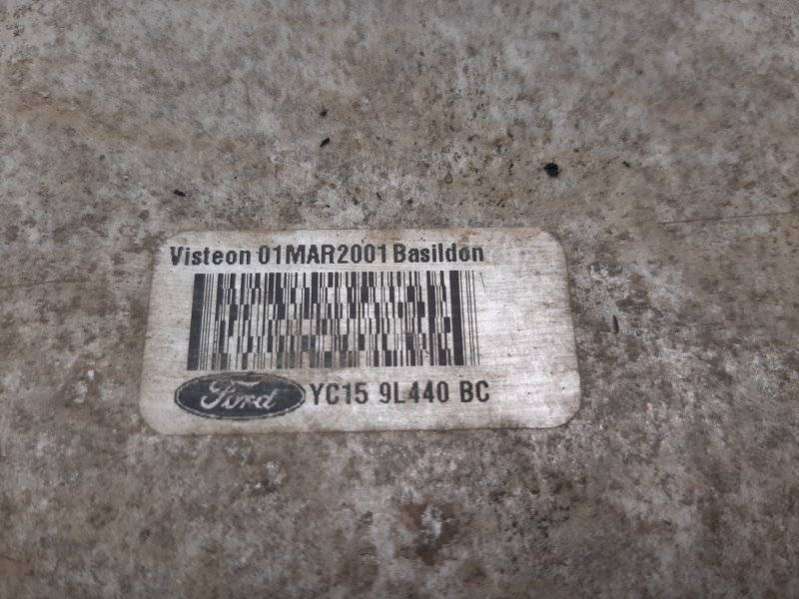 Visteon 01MAR2001 Basildon
Ford YC15 9L440 BC